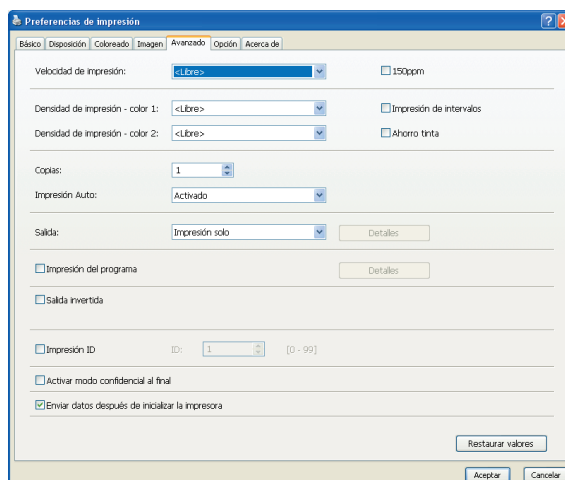 Preferencias de impresión
Básico Disposición Coloreado Imagen Avanzado Opción Acerca de
Velocidad de impresión: <Libre> 150ppm
Densidad de impresión - color 1: <Libre> Impresión de intervalos
Densidad de impresión - color 2: <Libre> Ahorro tinta
Copias: 1
Impresión Auto: Activado
Salida: Impresión solo Detalles
Impresión del programa Detalles
Salida invertida
Impresión ID ID: 1 [0 - 99]
Activar modo confidencial al final
Enviar datos después de inicializar la impresora
Restaurar valores
Aceptar Cancelar